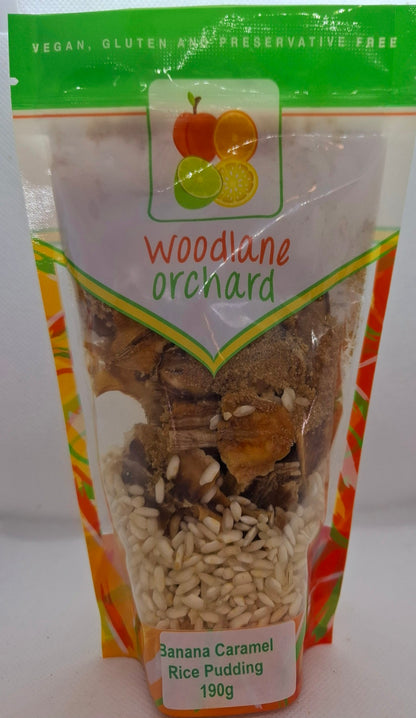 VEGAN, GLUTEN AND PRESERVATIVE FREE
woodlane
orchard
Banana Caramel
Rice Pudding
190g